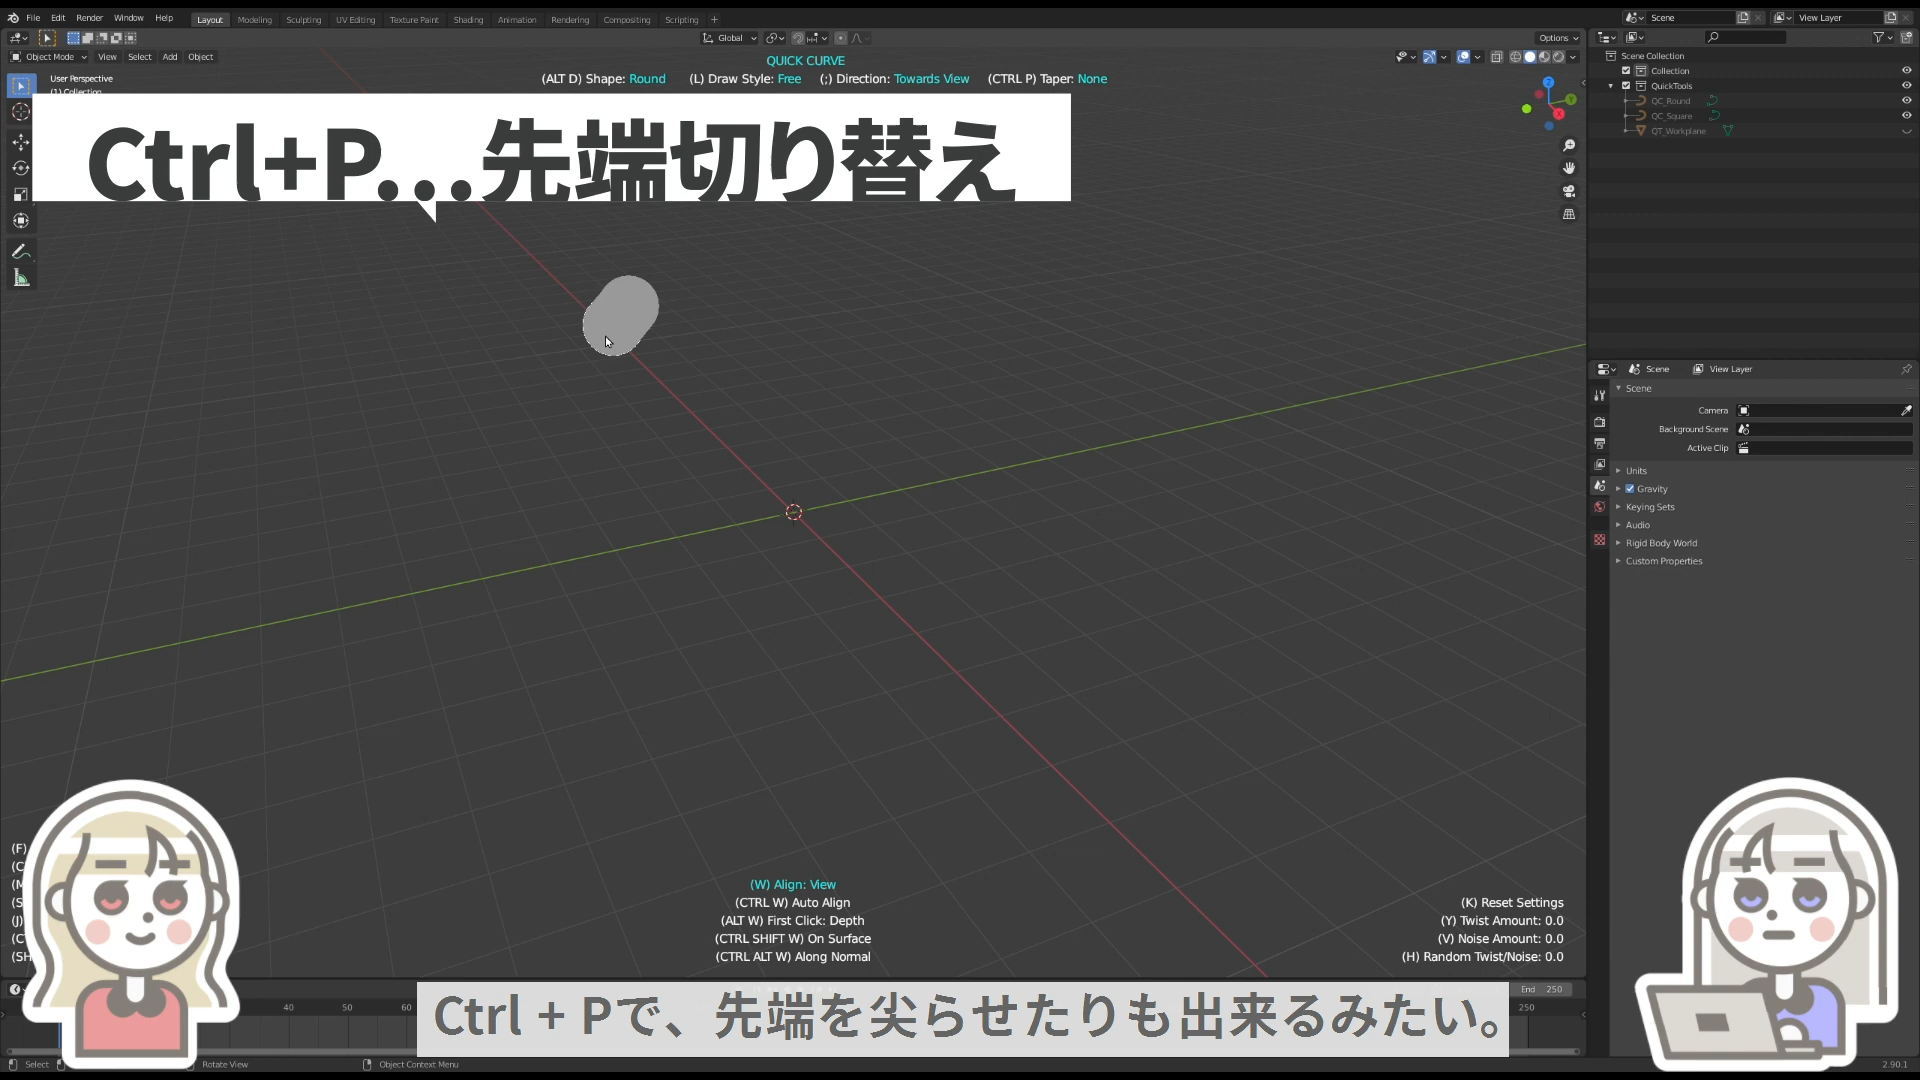 File Edit Render Window Help Layout Modeling Sculpting UV Editing Texture Paint Shading Animation Rendering Compositing Scripting + Scene View Layer
Global Options
Object Mode View Select Add Object
QUICK CURVE
User Perspective
(1) Collection
(ALT D) Shape: Round (L) Draw Style: Free (;) Direction: Towards View (CTRL P) Taper: None
Ctrl+P...先端切り替え
Scene Collection
Collection
QuickTools
QC_Round
QC_Square
QT_Workplane
Scene View Layer
Scene
Camera
Background Scene
Active Clip
Units
Gravity
Keying Sets
Audio
Rigid Body World
Custom Properties
(F)
(C
(M
(S
(J)
(C
(SH
(W) Align: View
(CTRL W) Auto Align
(ALT W) First Click: Depth
(CTRL SHIFT W) On Surface
(CTRL ALT W) Along Normal
(K) Reset Settings
(Y) Twist Amount: 0.0
(V) Noise Amount: 0.0
(H) Random Twist/Noise: 0.0
End 250
40 50 60 250
Ctrl + Pで、先端を尖らせたりも出来るみたい。
Select Rotate View Object Context Menu 2.90.1